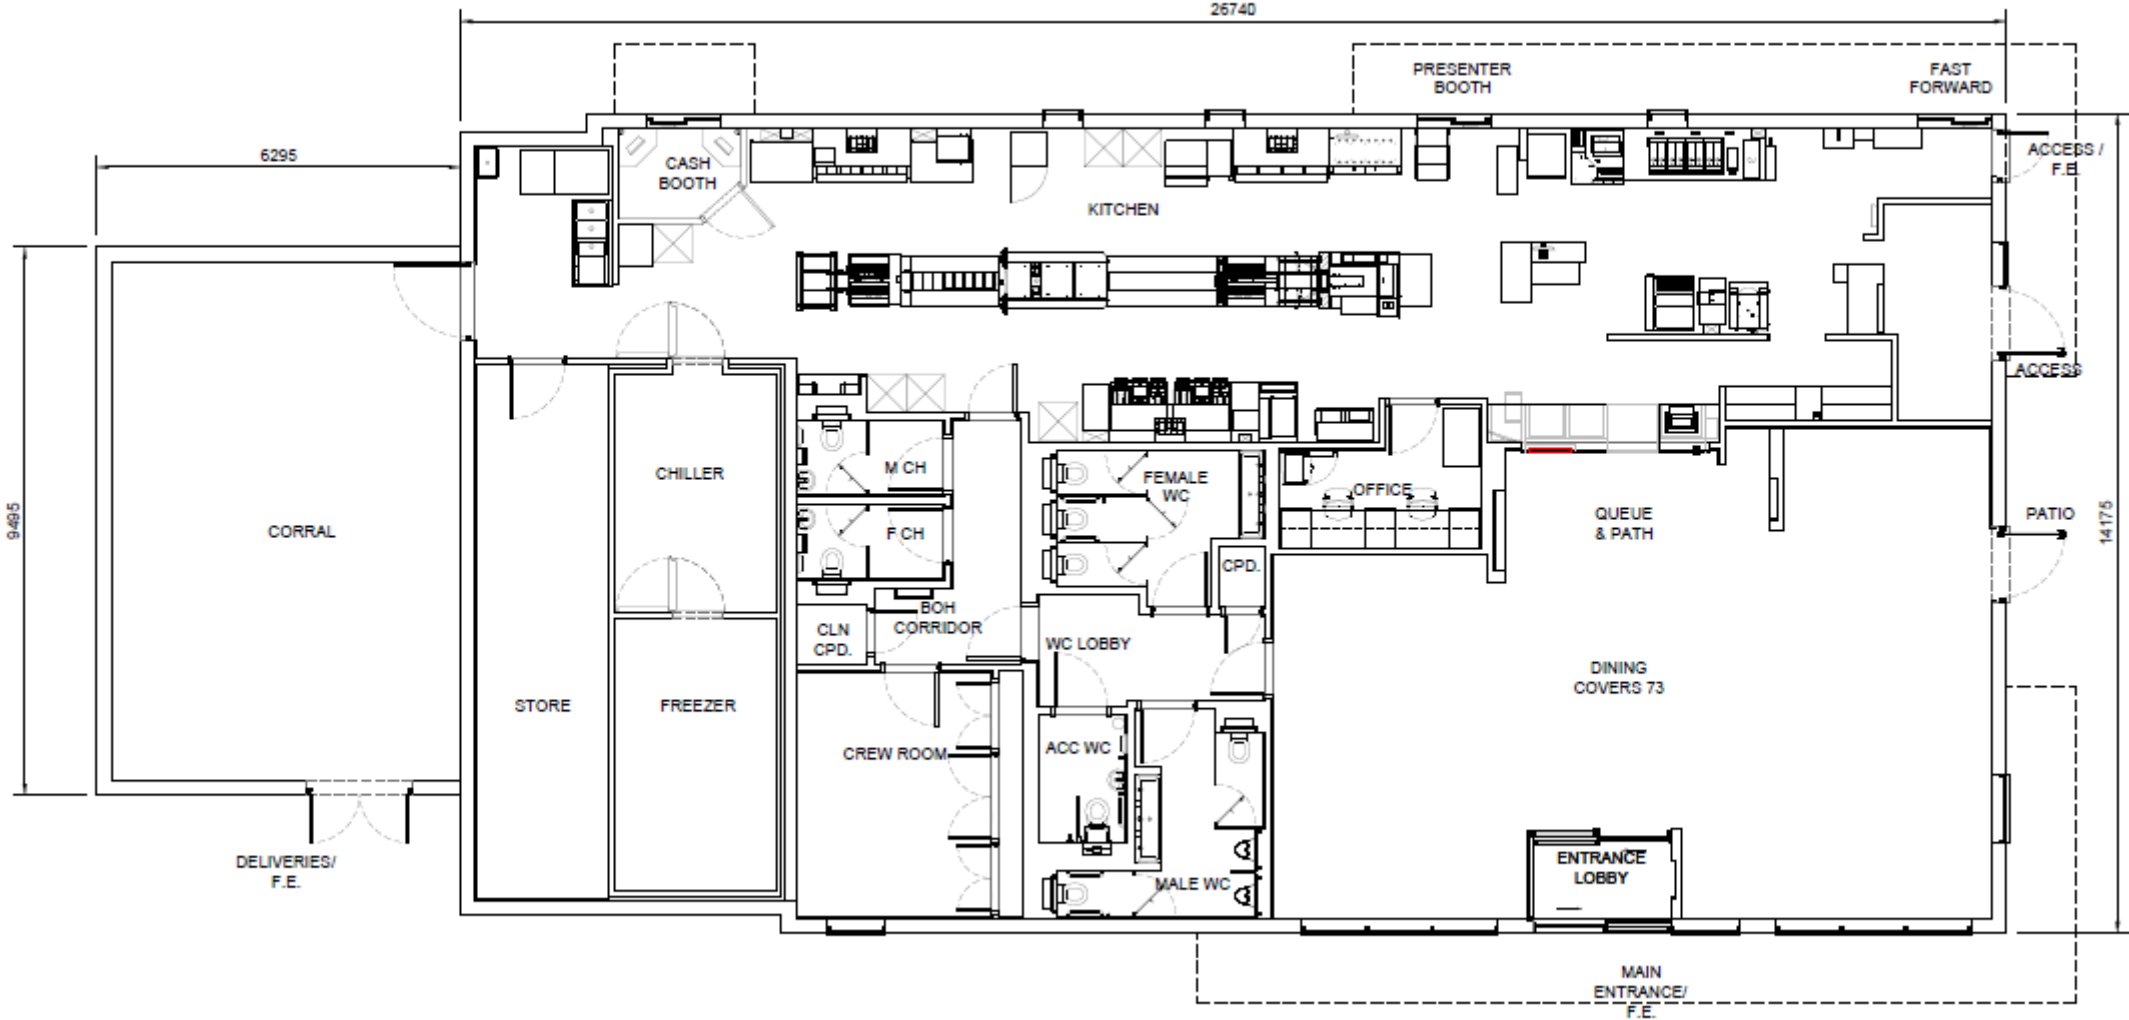 26740
PRESENTER
BOOTH
FAST
FORWARD
6295
CASH
BOOTH
ACCESS /
F.E.
KITCHEN
ACCESS
M CH
CHILLER
FEMALE
WC
OFFICE
9495
CORRAL
F CH
QUEUE
& PATH
PATIO
14175
CPD.
BOH
CORRIDOR
CLN
CPD.
WC LOBBY
DINING
COVERS 73
STORE
FREEZER
CREW ROOM
ACC WC
DELIVERIES/
F.E.
ENTRANCE
LOBBY
MALE WC
MAIN
ENTRANCE/
F.E.